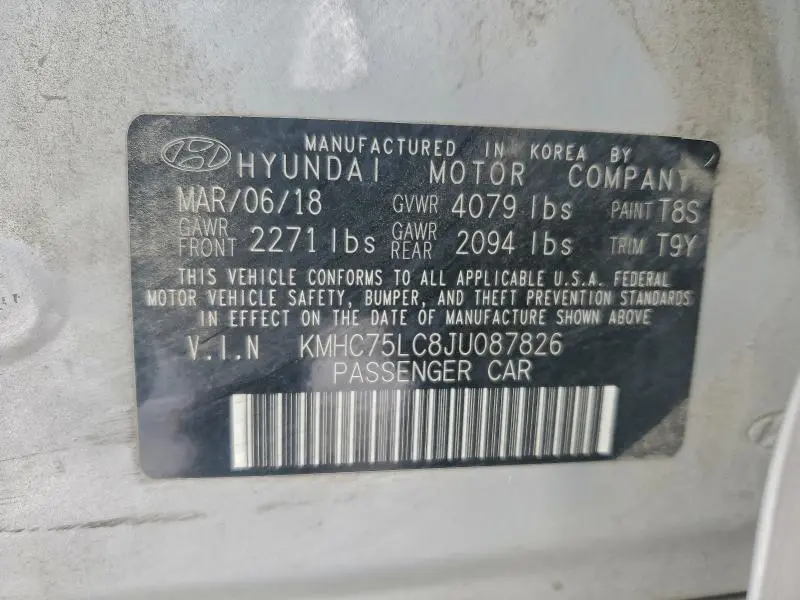 MANUFACTURED IN KOREA BY
HYUNDAI MOTOR COMPANY
MAR/06/18 GVWR 4079 lbs PAINT T8S
GAWR FRONT 2271 lbs GAWR REAR 2094 lbs TRIM T9Y
THIS VEHICLE CONFORMS TO ALL APPLICABLE U.S.A. FEDERAL
MOTOR VEHICLE SAFETY, BUMPER, AND THEFT PREVENTION STANDARDS
IN EFFECT ON THE DATE OF MANUFACTURE SHOWN ABOVE
V.I.N KMHC75LC8JU087826
PASSENGER CAR